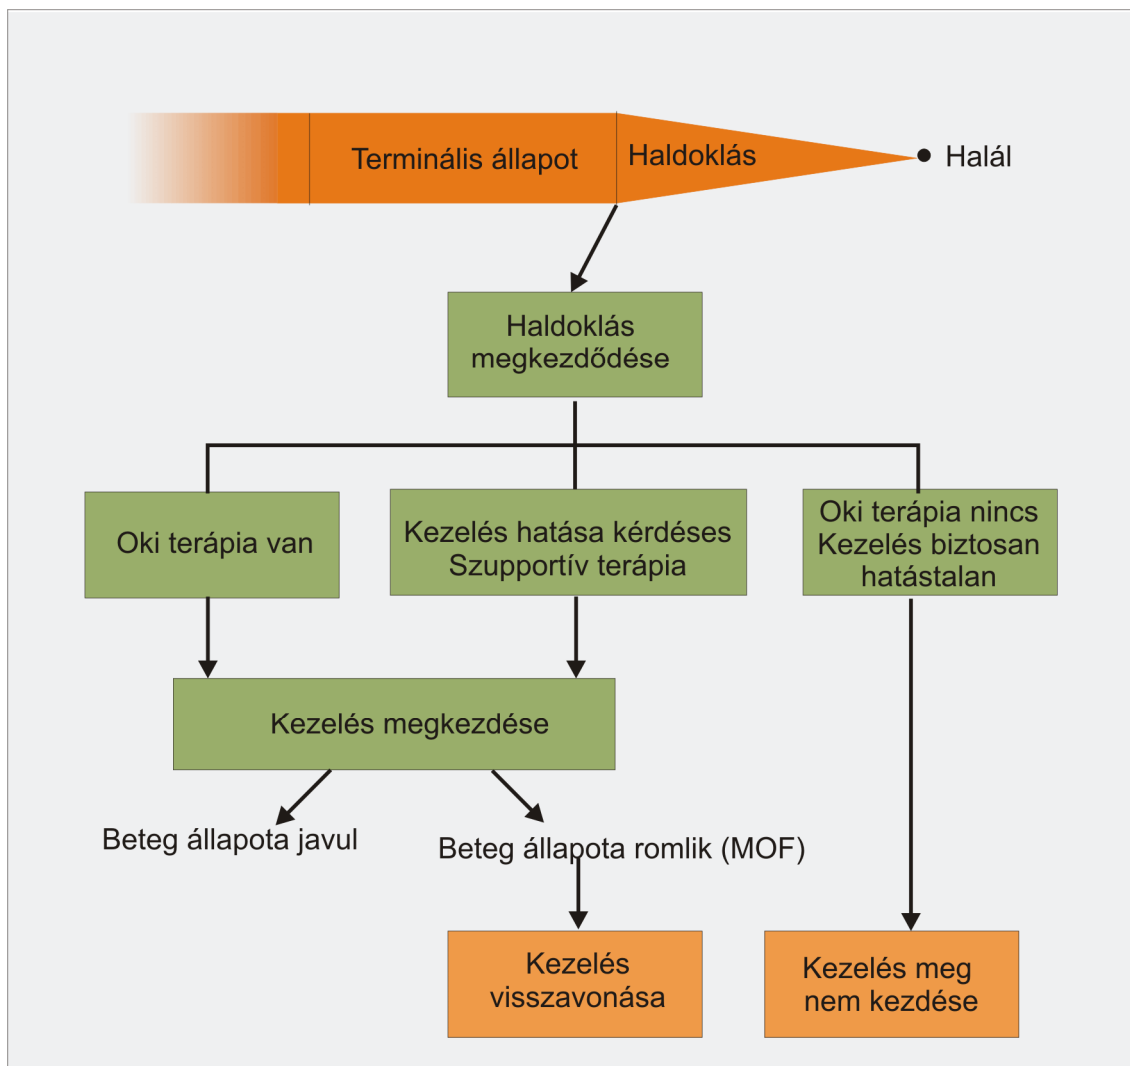 Terminális állapot
Haldoklás
Halál
Haldoklás
megkezdődése
Oki terápia van
Kezelés hatása kérdéses
Szupportív terápia
Oki terápia nincs
Kezelés biztosan
hatástalan
Kezelés megkezdése
Beteg állapota javul
Beteg állapota romlik (MOF)
Kezelés
visszavonása
Kezelés meg
nem kezdése